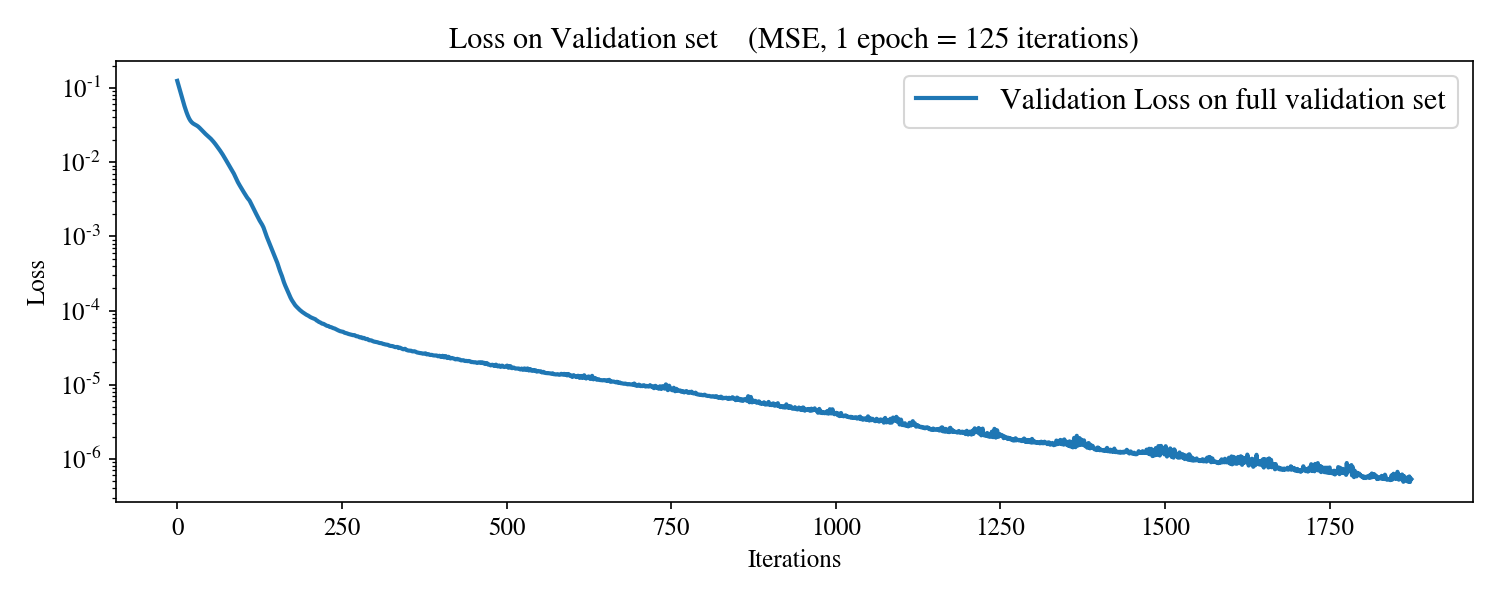 Loss on Validation set (MSE, 1 epoch = 125 iterations)
Validation Loss on full validation set
Loss
10^-1
10^-2
10^-3
10^-4
10^-5
10^-6
0 250 500 750 1000 1250 1500 1750
Iterations